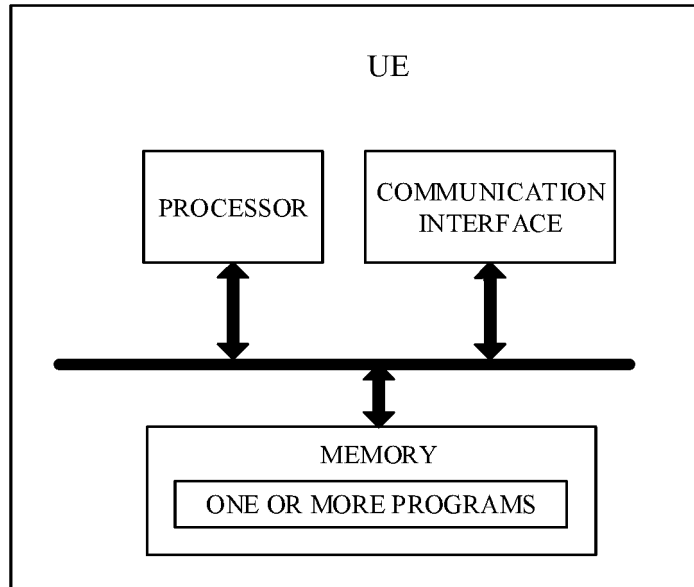 UE
PROCESSOR
COMMUNICATION
INTERFACE
MEMORY
ONE OR MORE PROGRAMS